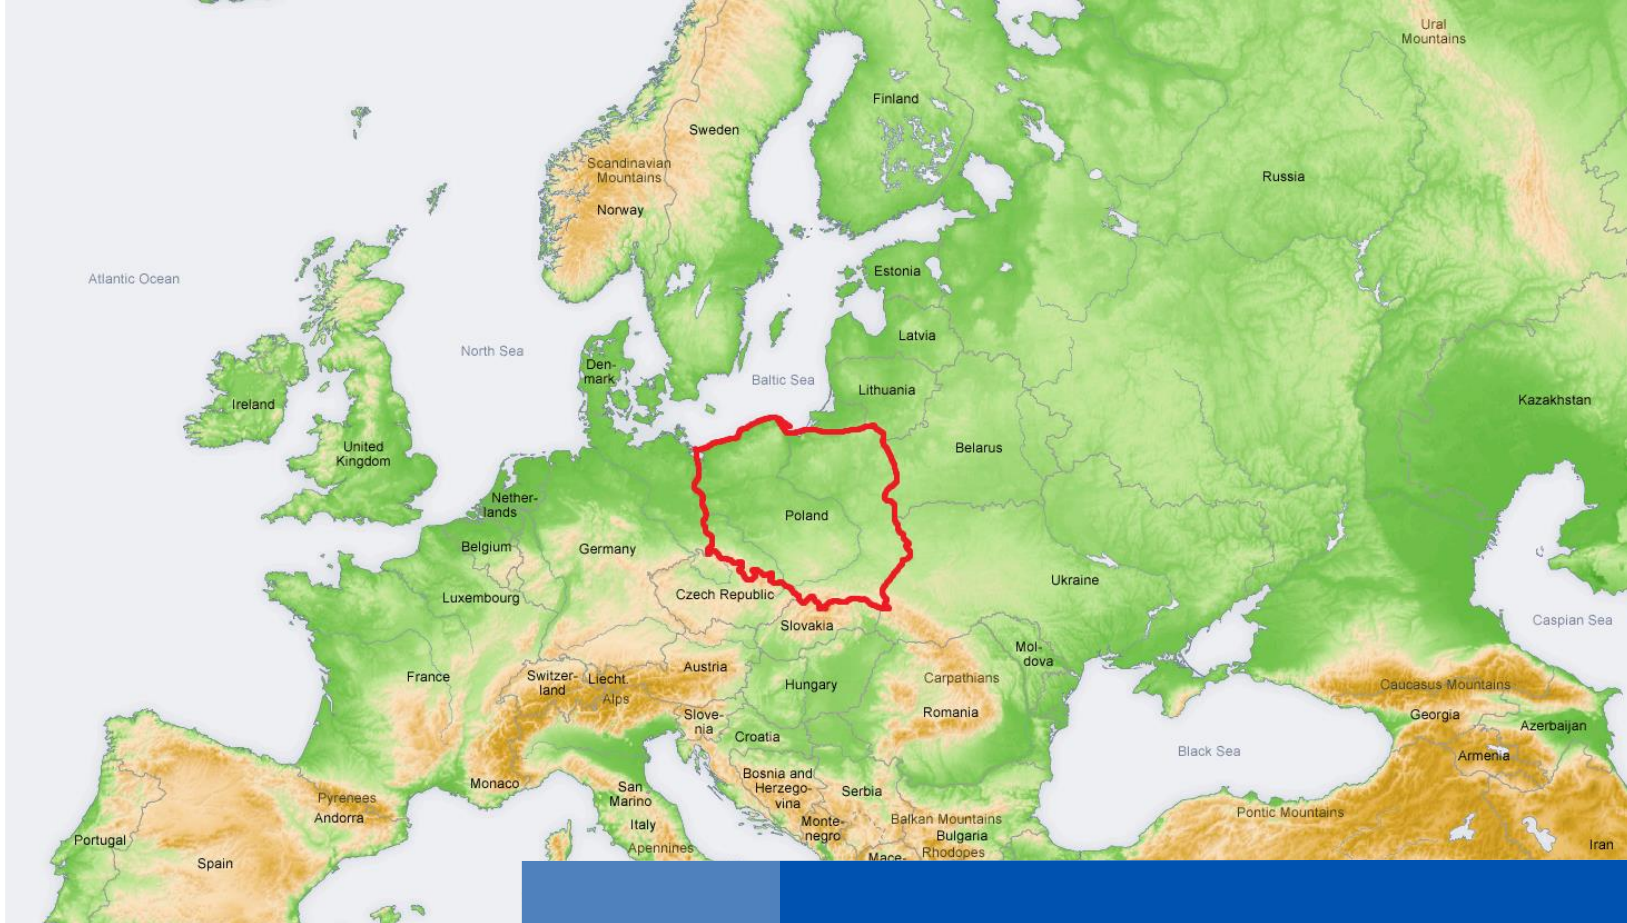 Ural
Mountains
Finland
Sweden
Scandinavian
Mountains
Russia
Norway
Estonia
Atlantic Ocean
Latvia
North Sea
Den-
mark
Baltic Sea
Lithuania
Kazakhstan
Ireland
United
Kingdom
Belarus
Nether-
lands
Poland
Belgium
Germany
Ukraine
Luxembourg
Czech Republic
Slovakia
Caspian Sea
Mol-
dova
France
Switzer-
land
Liecht.
Austria
Alps
Hungary
Carpathians
Caucasus Mountains
Romania
Slove-
nia
Georgia
Azerbaijan
Croatia
Black Sea
Armenia
Monaco
San
Marino
Bosnia and
Herzego-
vina
Serbia
Pyrenees
Andorra
Italy
Monte-
negro
Balkan Mountains
Bulgaria
Pontic Mountains
Portugal
Apennines
Rhodopes
Iran
Spain
Mace-